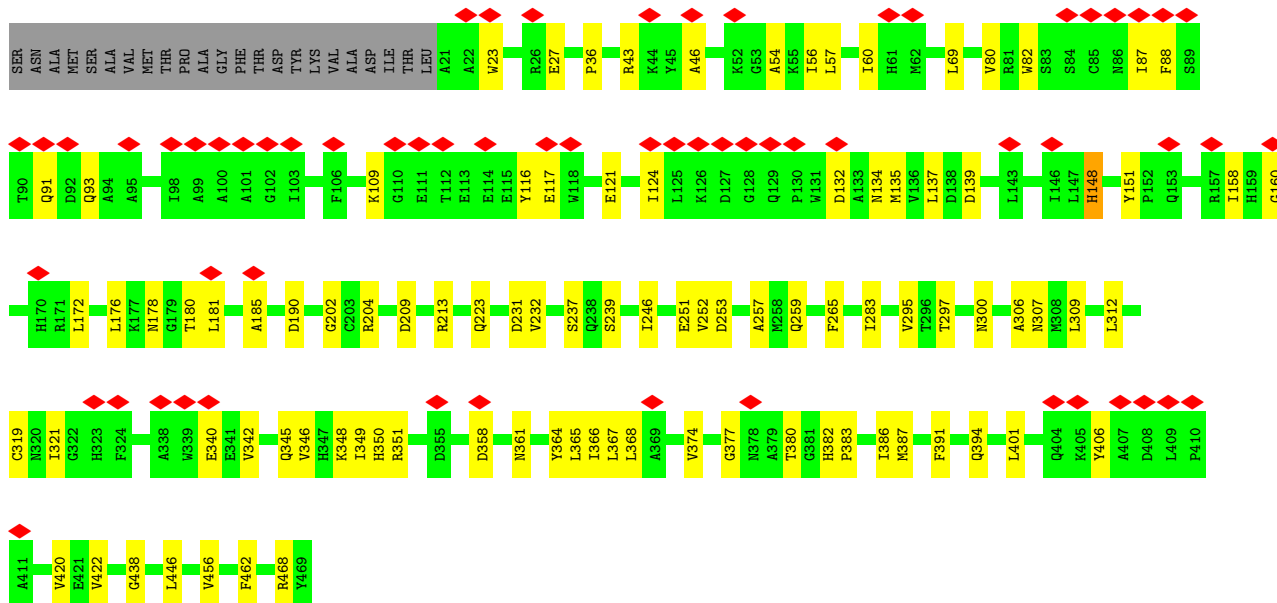 SER ASN ALA MET SER ALA VAL MET THR PRO ALA GLY PHE THR ASP TYR LYS VAL ALA ASP ILE THR LEU A21 A22 W23 R26 E27 P36 R43 K44 Y45 A46 K52 G53 A54 K55 I56 L57 I60 H61 M62 L69 V80 R81 W82 S83 S84 C85 N86 I87 F88 S89
T90 Q91 D92 Q93 A94 A95 I98 A99 A100 A101 G102 I103 F106 K109 G110 E111 T112 E113 E114 E115 Y116 E117 W118 E121 I124 L125 K126 D127 G128 Q129 P130 W131 D132 A133 N134 M135 V136 L137 D138 D139 L143 I146 L147 H148 Y151 P152 Q153 R157 I158 H159 G160
H170 R171 L172 L176 K177 N178 G179 T180 L181 A185 D190 G202 C203 R204 D209 R213 Q223 D231 V232 S237 Q238 S239 I246 E251 V252 D253 A257 M258 Q259 F265 I283 V295 T296 T297 N300 A306 N307 M308 L309 L312
C319 N320 I321 G322 H323 F324 A338 W339 E340 E341 V342 Q345 V346 H347 K348 I349 H350 R351 D355 D358 N361 Y364 L365 I366 L367 L368 A369 V374 G377 N378 A379 T380 G381 H382 P383 I386 M387 F391 Q394 L401 Q404 K405 Y406 A407 D408 L409 P410
A411 V420 E421 V422 G438 L446 V456 F462 R468 Y469